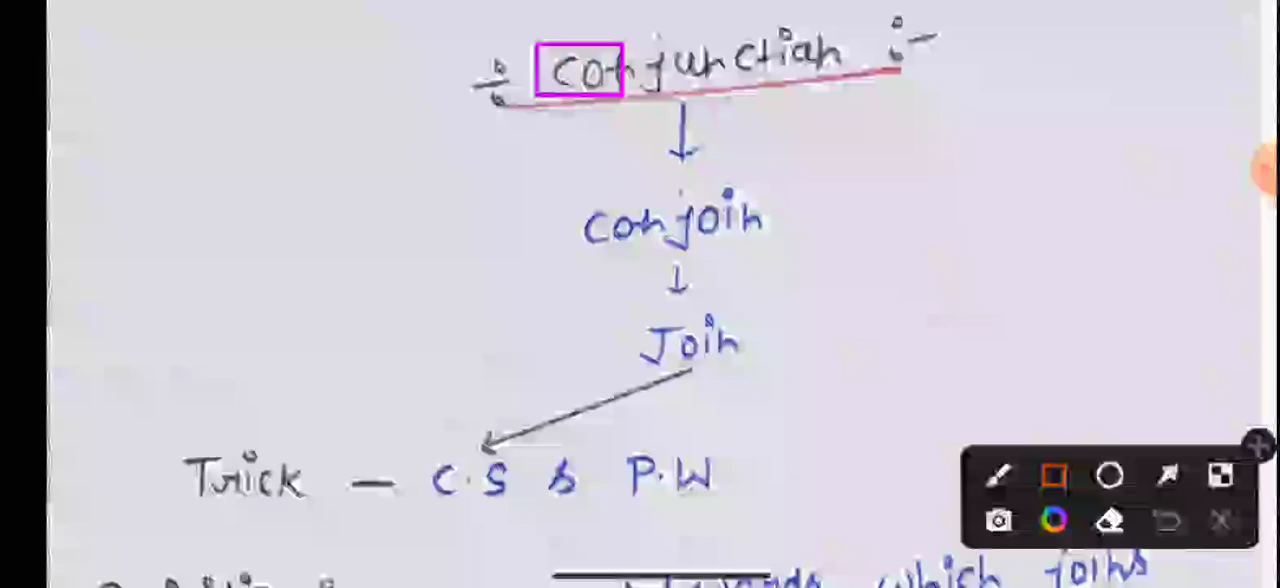 ÷ Conjunction :-
Conjoin
Join
Trick - C.S & P.W
which joins